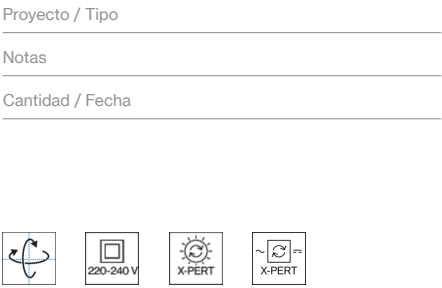 Proyecto / Tipo
Notas
Cantidad / Fecha
220-240 V
X-PERT
X-PERT